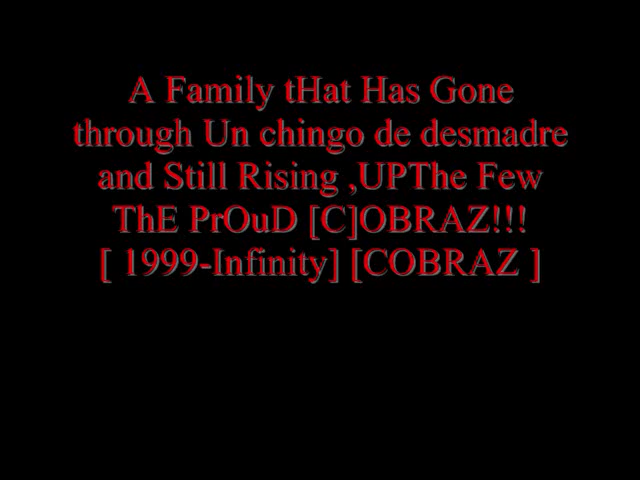 A Family tHat Has Gone
through Un chingo de desmadre
and Still Rising ,UPThe Few
ThE PrOuD [C]OBRAZ!!!
[ 1999-Infinity] [COBRAZ ]